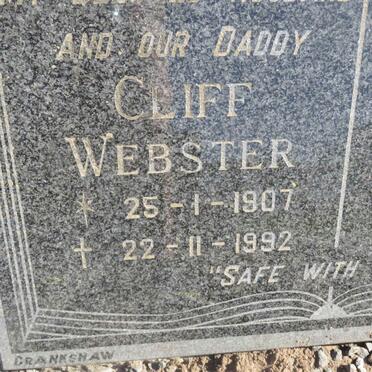 AND OUR DADDY
CLIFF
WEBSTER
* 25-1-1907
† 22-11-1992
"SAFE WITH
CRANKSHAW